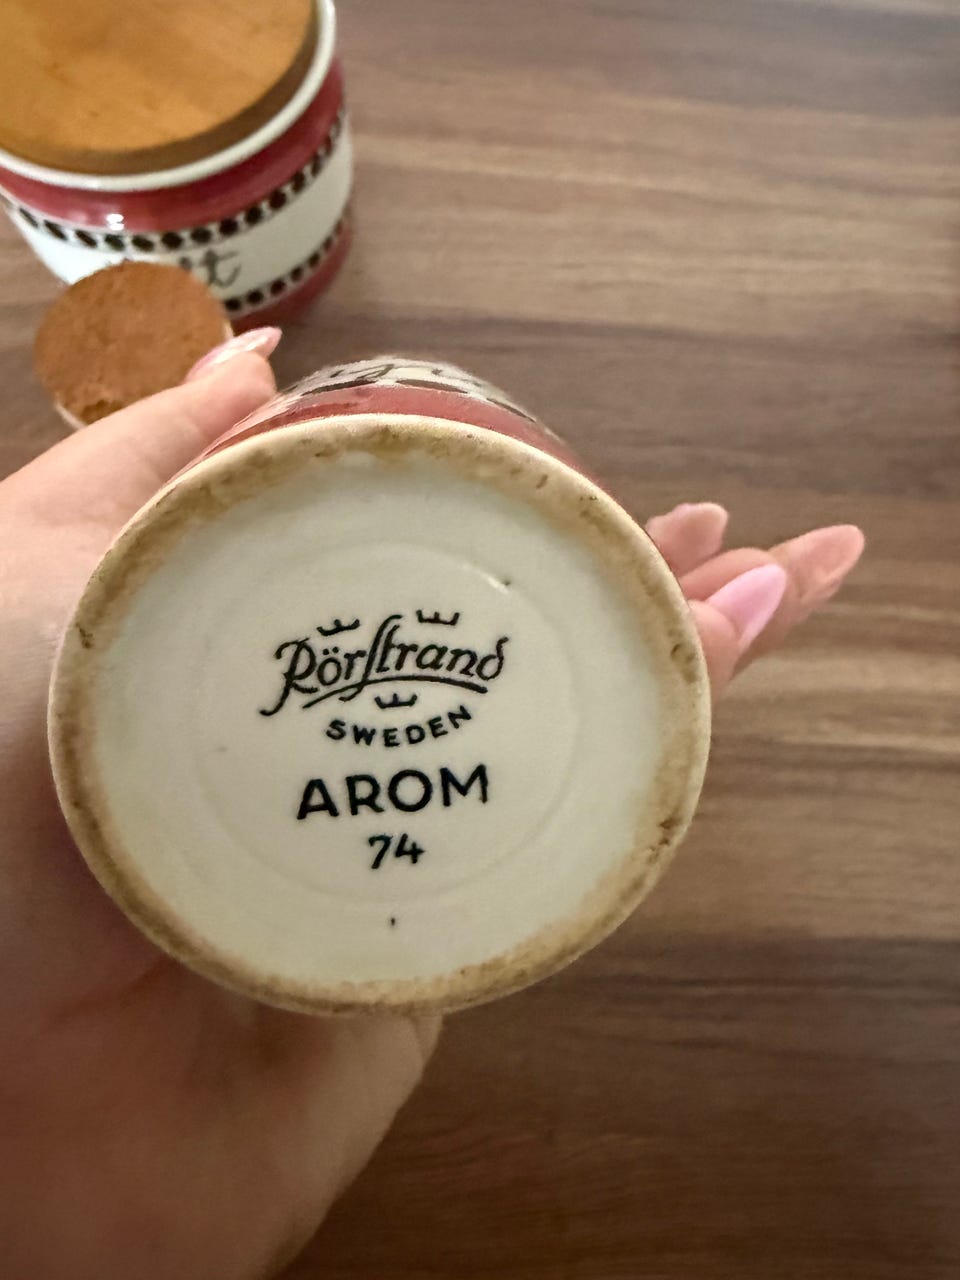 Rörstrand
SWEDEN
AROM
74